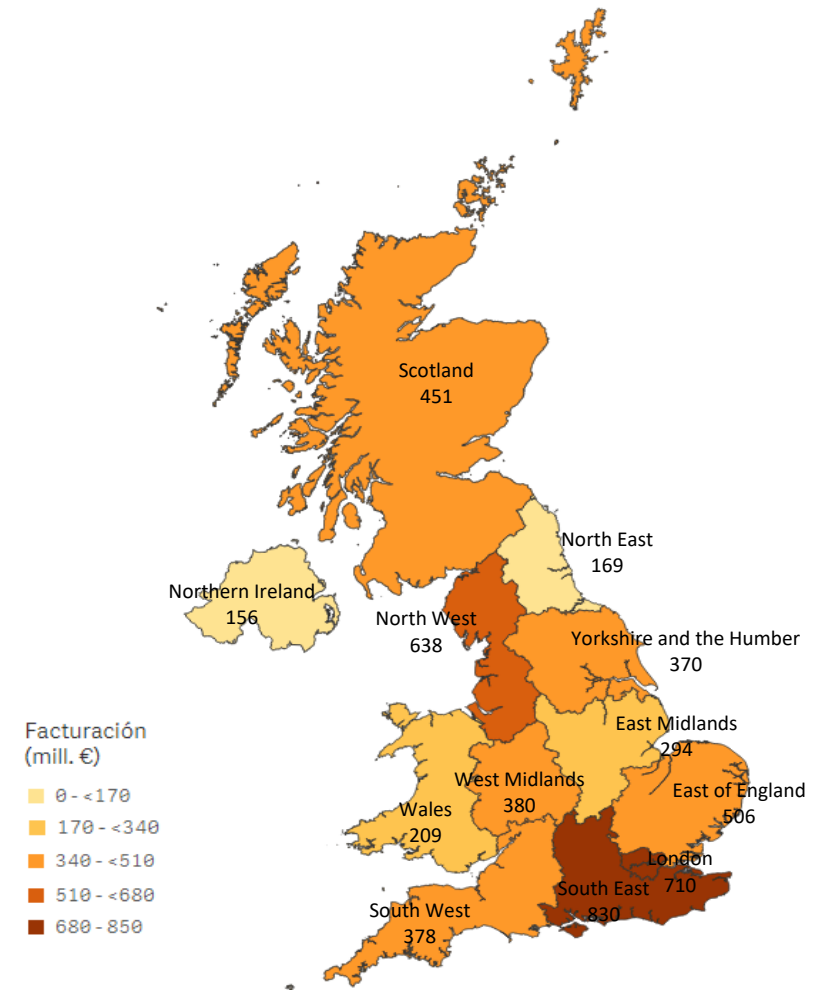 Scotland
451
North East
169
Northern Ireland
156
North West
638
Yorkshire and the Humber
370
East Midlands
294
West Midlands
380
East of England
506
Wales
209
London
710
South East
830
South West
378
Facturación
(mill. €)
0-<170
170-<340
340-<510
510-<680
680-850